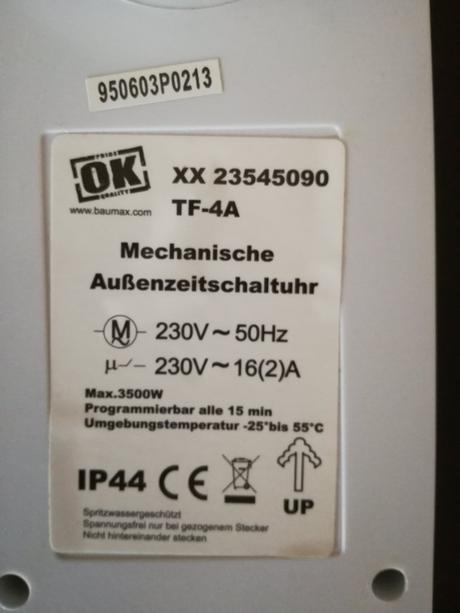 950603P0213
PRIMA
OK
QUALITY
www.baumax.com
XX 23545090
TF-4A
Mechanische
Außenzeitschaltuhr
M 230V~50Hz
µ 230V~16(2)A
Max.3500W
Programmierbar alle 15 min
Umgebungstemperatur -25°bis 55°C
IP44 CE
UP
Spritzwassergeschützt
Spannungsfrei nur bei gezogenem Stecker
Nicht hintereinander stecken